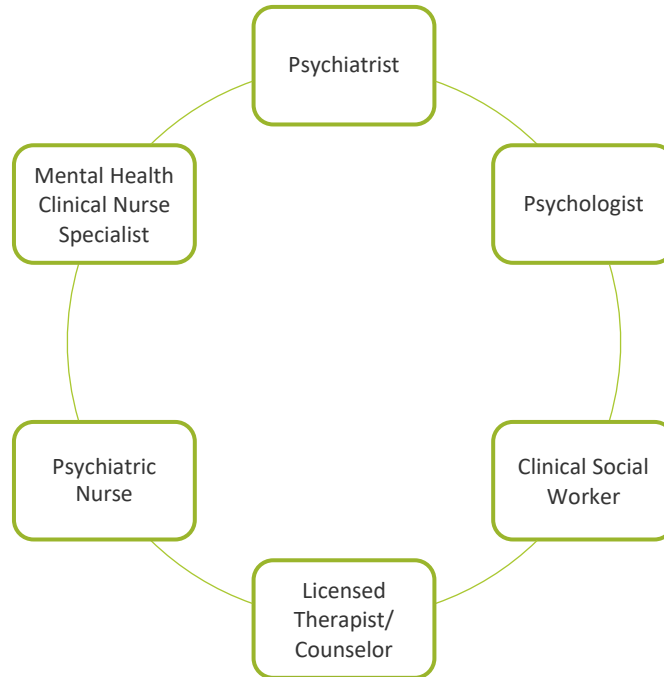 Psychiatrist
Psychologist
Clinical Social
Worker
Licensed
Therapist/
Counselor
Psychiatric
Nurse
Mental Health
Clinical Nurse
Specialist